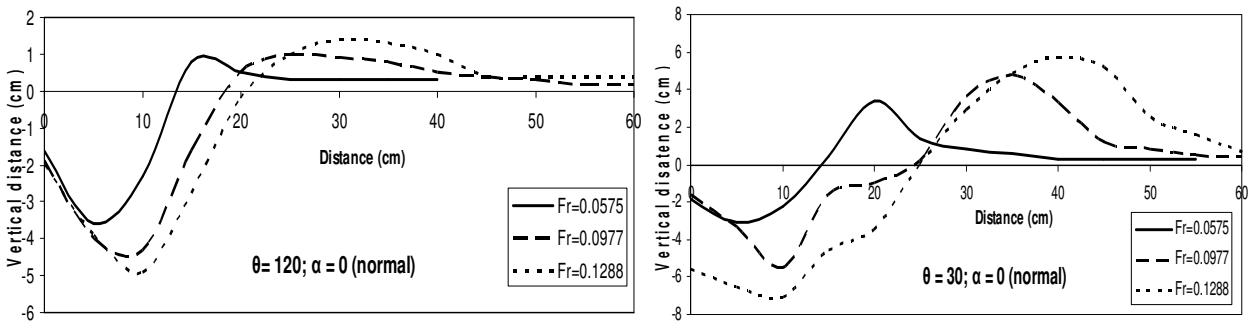 2
1
0
-1
-2
-3
-4
-5
-6
0
10
20
30
40
50
60
Vertical distance (cm)
Distance (cm)
Fr=0.0575
Fr=0.0977
Fr=0.1288
θ= 120; α = 0 (normal)
8
6
4
2
0
-2
-4
-6
-8
0
10
20
30
40
50
60
Vertical disatence (cm)
Distance (cm)
Fr=0.0575
Fr=0.0977
Fr=0.1288
θ = 30; α = 0 (normal)